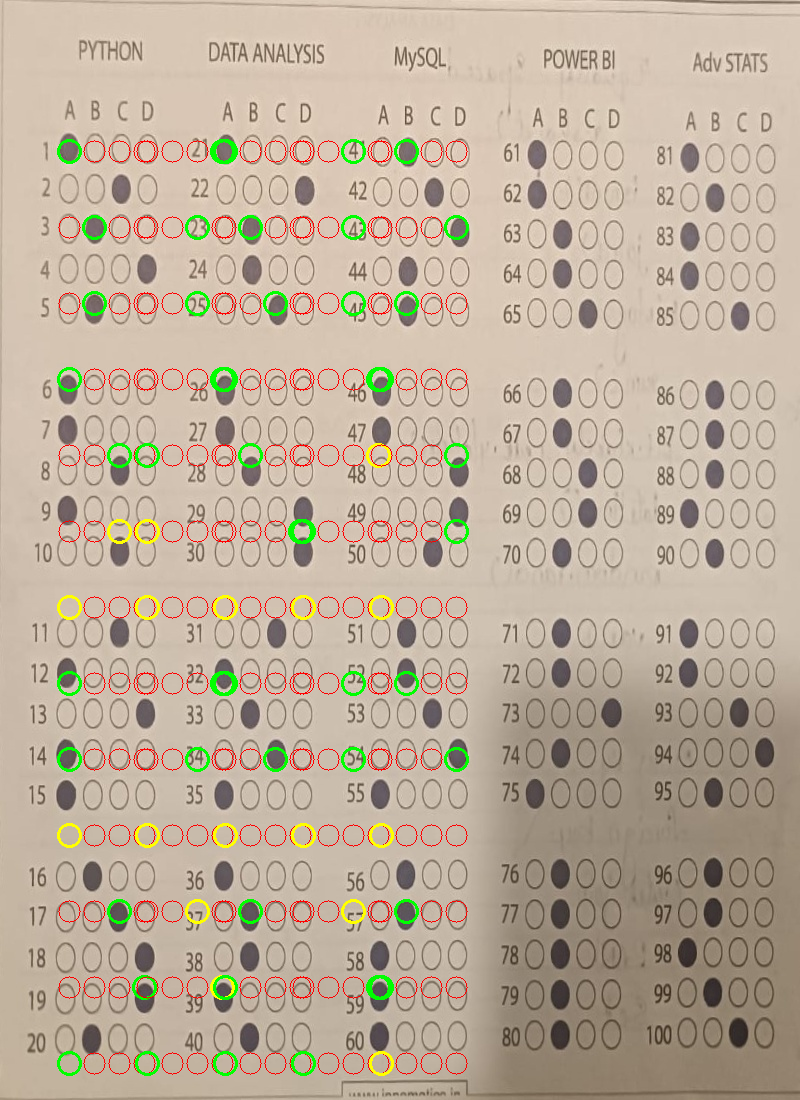 PYTHON DATA ANALYSIS MySQL POWER BI Adv STATS
A B C D A B C D A B C D A B C D A B C D
1 21 41 61 81
2 22 42 62 82
3 23 43 63 83
4 24 44 64 84
5 25 45 65 85
6 26 46 66 86
7 27 47 67 87
8 28 48 68 88
9 29 49 69 89
10 30 50 70 90
11 31 51 71 91
12 32 52 72 92
13 33 53 73 93
14 34 54 74 94
15 35 55 75 95
16 36 56 76 96
17 37 57 77 97
18 38 58 78 98
19 39 59 79 99
20 40 60 80 100